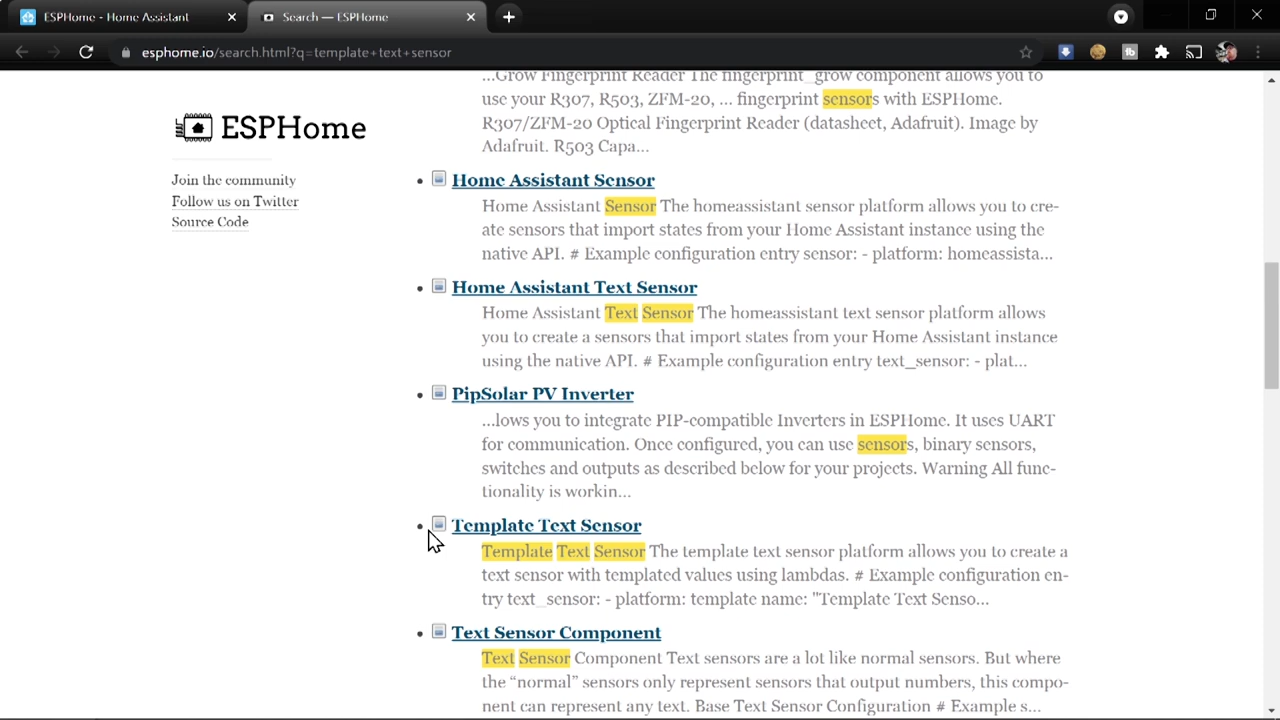 ESPHome - Home Assistant
Search — ESPHome
esphome.io/search.html?q=template+text+sensor
...Grow Fingerprint Reader The fingerprint_grow component allows you to
use your R307, R503, ZFM-20, ... fingerprint sensors with ESPHome.
R307/ZFM-20 Optical Fingerprint Reader (datasheet, Adafruit). Image by
Adafruit. R503 Capa...
ESPHome
Join the community
Follow us on Twitter
Source Code
Home Assistant Sensor
Home Assistant Sensor The homeassistant sensor platform allows you to cre-
ate sensors that import states from your Home Assistant instance using the
native API. # Example configuration entry sensor: - platform: homeassista...
Home Assistant Text Sensor
Home Assistant Text Sensor The homeassistant text sensor platform allows
you to create a sensors that import states from your Home Assistant instance
using the native API. # Example configuration entry text_sensor: - plat...
PipSolar PV Inverter
...lows you to integrate PIP-compatible Inverters in ESPHome. It uses UART
for communication. Once configured, you can use sensors, binary sensors,
switches and outputs as described below for your projects. Warning All func-
tionality is workin...
Template Text Sensor
Template Text Sensor The template text sensor platform allows you to create a
text sensor with templated values using lambdas. # Example configuration en-
try text_sensor: - platform: template name: "Template Text Senso...
Text Sensor Component
Text Sensor Component Text sensors are a lot like normal sensors. But where
the “normal” sensors only represent sensors that output numbers, this compo-
nent can represent any text. Base Text Sensor Configuration # Example s...